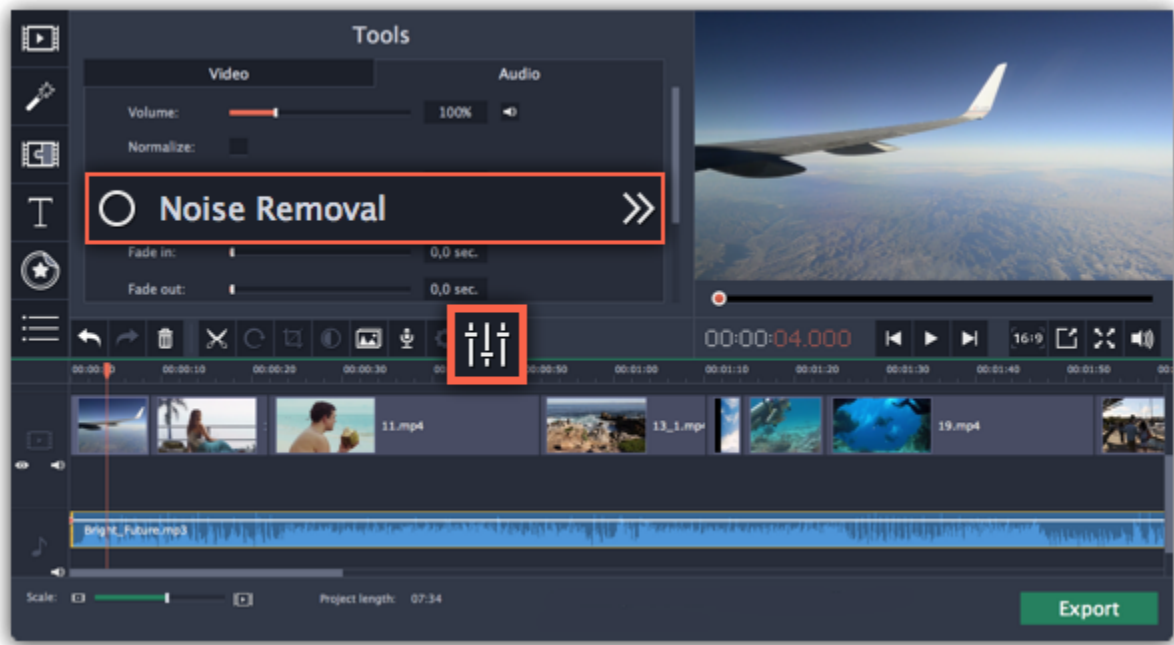 Tools
Video
Audio
Volume:
100%
Normalize:
Noise Removal
Fade in:
0,0 sec.
Fade out:
0,0 sec.
T
00:00:04.000
16:9
00:00:10
00:00:20
00:00:30
00:00:50
00:01:00
00:01:10
00:01:20
00:01:30
00:01:40
00:01:50
11.mp4
13_1.mp4
19.mp4
Bright_Future.mp3
Scale:
Project length: 07:34
Export